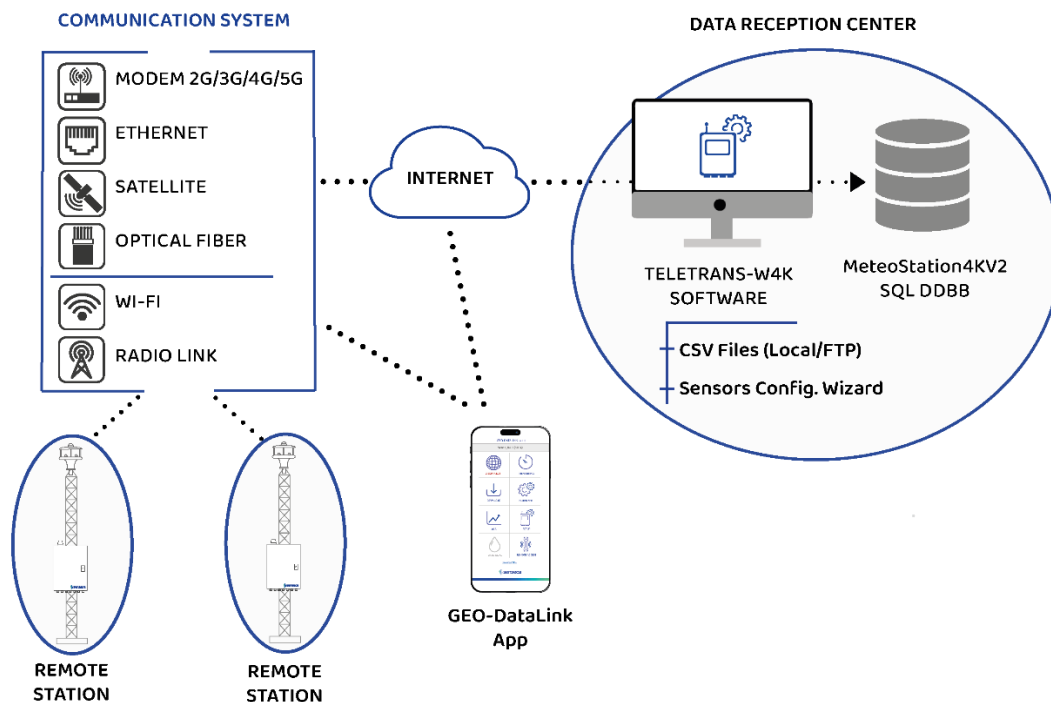 COMMUNICATION SYSTEM
MODEM 2G/3G/4G/5G
ETHERNET
SATELLITE
OPTICAL FIBER
WI-FI
RADIO LINK
INTERNET
DATA RECEPTION CENTER
TELETRANS-W4K
SOFTWARE
MeteoStation4KV2
SQL DDBB
CSV Files (Local/FTP)
Sensors Config. Wizard
GEO-DataLink
App
REMOTE
STATION
REMOTE
STATION